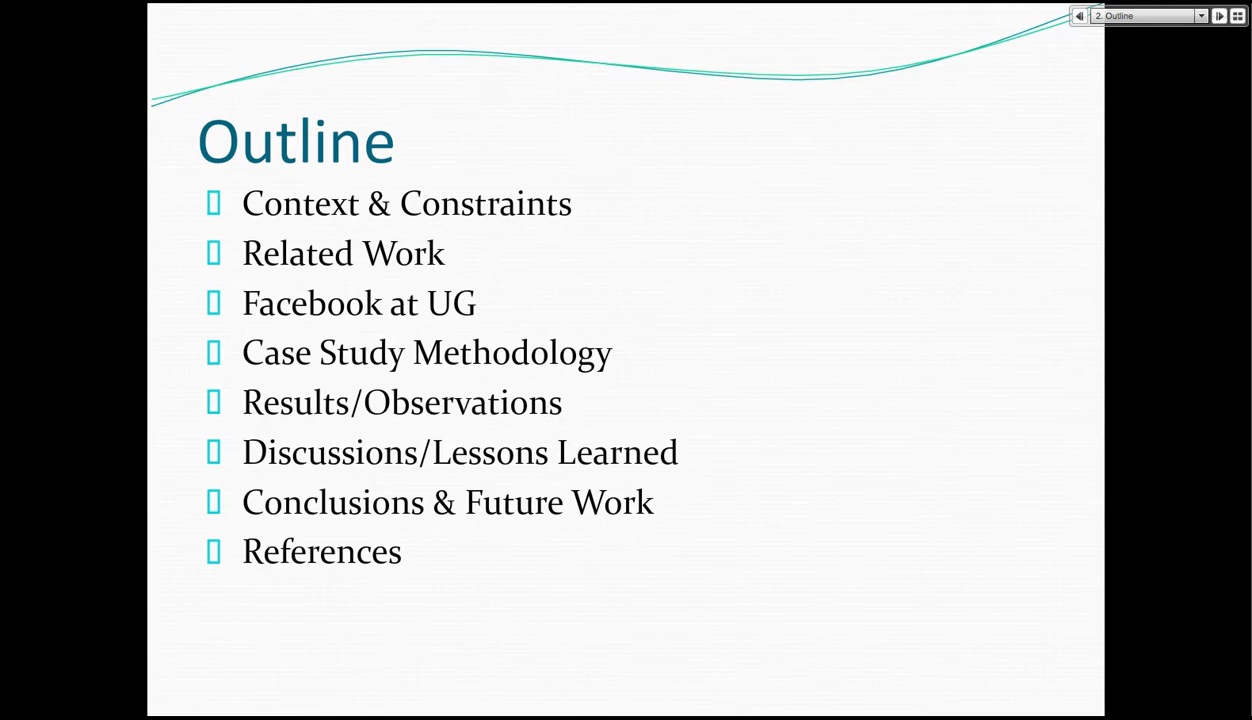 2. Outline
Outline
Context & Constraints
Related Work
Facebook at UG
Case Study Methodology
Results/Observations
Discussions/Lessons Learned
Conclusions & Future Work
References